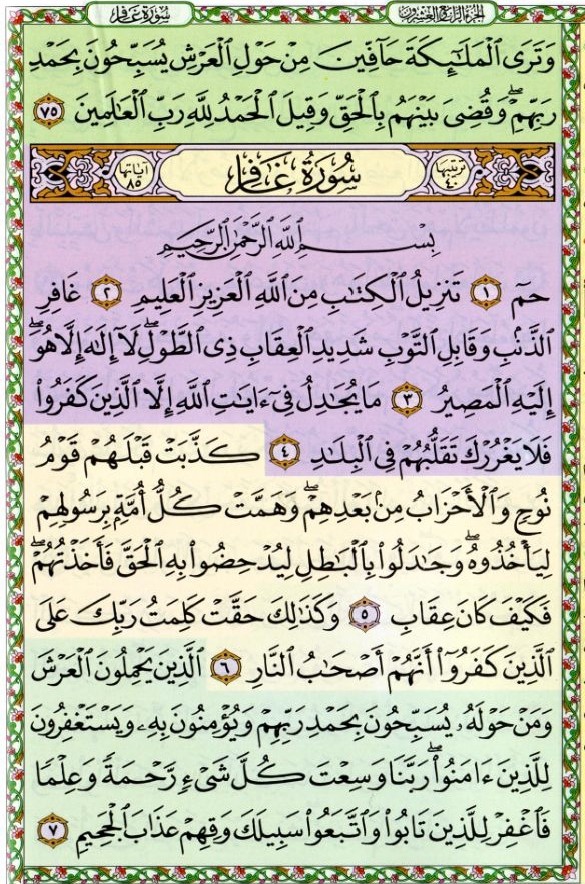 سورة غافر
الجزء الرابع والعشرون
وَتَرَى ٱلْمَلَٰٓئِكَةَ حَآفِّينَ مِنْ حَوْلِ ٱلْعَرْشِ يُسَبِّحُونَ بِحَمْدِ
رَبِّهِمْ ۖ وَقُضِىَ بَيْنَهُم بِٱلْحَقِّ وَقِيلَ ٱلْحَمْدُ لِلَّهِ رَبِّ ٱلْعَٰلَمِينَ ٧٥
ترتيبها ٤٠ سُورَةُ غَافِرٍ آياتها ٨٥
بِسْمِ ٱللَّهِ ٱلرَّحْمَٰنِ ٱلرَّحِيمِ
حمٓ ١ تَنزِيلُ ٱلْكِتَٰبِ مِنَ ٱللَّهِ ٱلْعَزِيزِ ٱلْعَلِيمِ ٢ غَافِرِ
ٱلذَّنۢبِ وَقَابِلِ ٱلتَّوْبِ شَدِيدِ ٱلْعِقَابِ ذِى ٱلطَّوْلِ ۖ لَآ إِلَٰهَ إِلَّا هُوَ ۖ
إِلَيْهِ ٱلْمَصِيرُ ٣ مَا يُجَٰدِلُ فِىٓ ءَايَٰتِ ٱللَّهِ إِلَّا ٱلَّذِينَ كَفَرُوا۟
فَلَا يَغْرُرْكَ تَقَلُّبُهُمْ فِى ٱلْبِلَٰدِ ٤ كَذَّبَتْ قَبْلَهُمْ قَوْمُ
نُوحٍ وَٱلْأَحْزَابُ مِنۢ بَعْدِهِمْ ۖ وَهَمَّتْ كُلُّ أُمَّةٍۭ بِرَسُولِهِمْ
لِيَأْخُذُوهُ ۖ وَجَٰدَلُوا۟ بِٱلْبَٰطِلِ لِيُدْحِضُوا۟ بِهِ ٱلْحَقَّ فَأَخَذْتُهُمْ ۖ
فَكَيْفَ كَانَ عِقَابِ ٥ وَكَذَٰلِكَ حَقَّتْ كَلِمَتُ رَبِّكَ عَلَى
ٱلَّذِينَ كَفَرُوٓا۟ أَنَّهُمْ أَصْحَٰبُ ٱلنَّارِ ٦ ٱلَّذِينَ يَحْمِلُونَ ٱلْعَرْشَ
وَمَنْ حَوْلَهُۥ يُسَبِّحُونَ بِحَمْدِ رَبِّهِمْ وَيُؤْمِنُونَ بِهِۦ وَيَسْتَغْفِرُونَ
لِلَّذِينَ ءَامَنُوا۟ رَبَّنَا وَسِعْتَ كُلَّ شَىْءٍ رَّحْمَةً وَعِلْمًا
فَٱغْفِرْ لِلَّذِينَ تَابُوا۟ وَٱتَّبَعُوا۟ سَبِيلَكَ وَقِهِمْ عَذَابَ ٱلْجَحِيمِ ٧